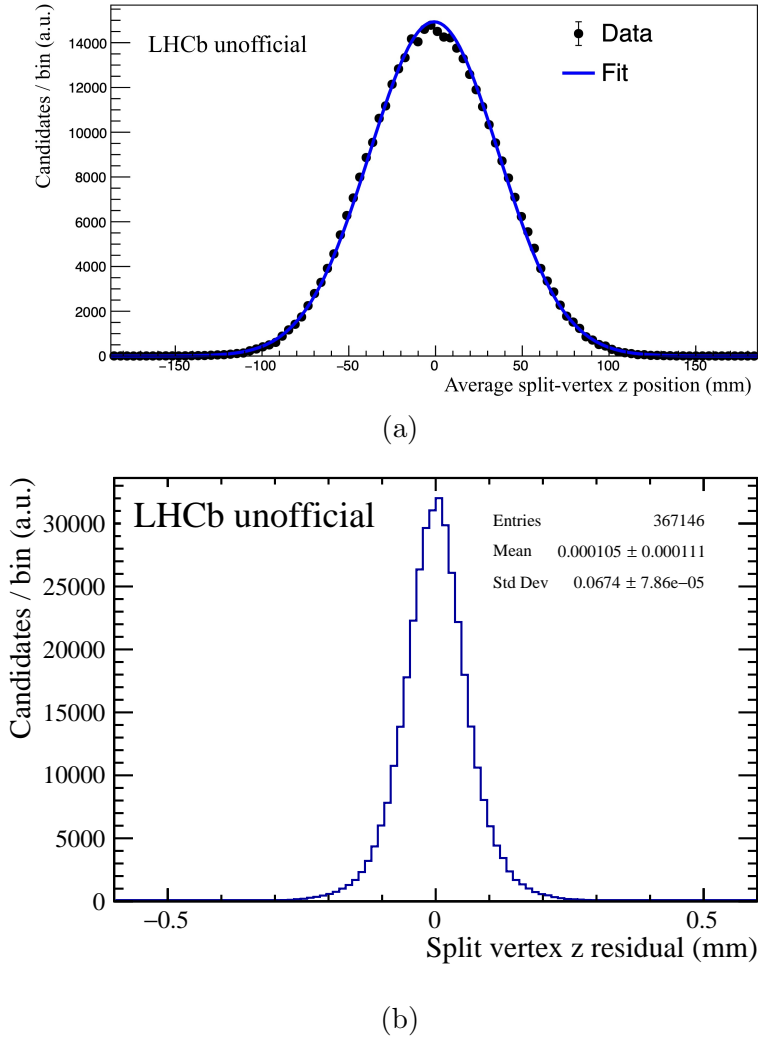 LHCb unofficial
Data
Fit
Candidates / bin (a.u.)
14000
12000
10000
8000
6000
4000
2000
0
−150
−100
−50
0
50
100
150
Average split-vertex z position (mm)
(a)
LHCb unofficial
Entries 367146
Mean 0.000105 ± 0.000111
Std Dev 0.0674 ± 7.86e−05
Candidates / bin (a.u.)
30000
25000
20000
15000
10000
5000
0
−0.5
0
0.5
Split vertex z residual (mm)
(b)